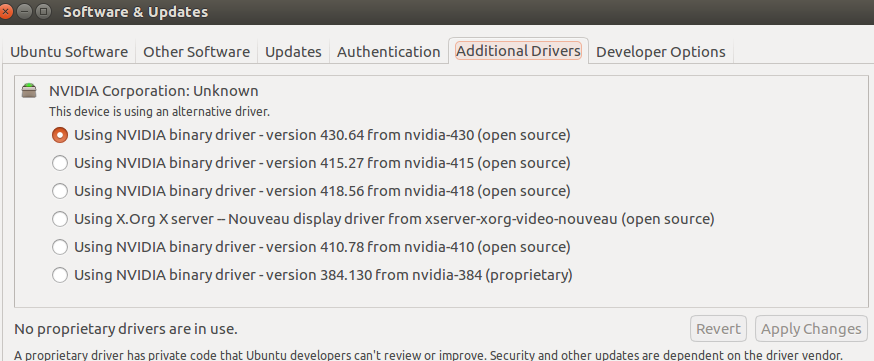 Software & Updates
Ubuntu Software Other Software Updates Authentication Additional Drivers Developer Options
NVIDIA Corporation: Unknown
This device is using an alternative driver.
Using NVIDIA binary driver - version 430.64 from nvidia-430 (open source)
Using NVIDIA binary driver - version 415.27 from nvidia-415 (open source)
Using NVIDIA binary driver - version 418.56 from nvidia-418 (open source)
Using X.Org X server -- Nouveau display driver from xserver-xorg-video-nouveau (open source)
Using NVIDIA binary driver - version 410.78 from nvidia-410 (open source)
Using NVIDIA binary driver - version 384.130 from nvidia-384 (proprietary)
No proprietary drivers are in use. Revert Apply Changes
A proprietary driver has private code that Ubuntu developers can't review or improve. Security and other updates are dependent on the driver vendor.